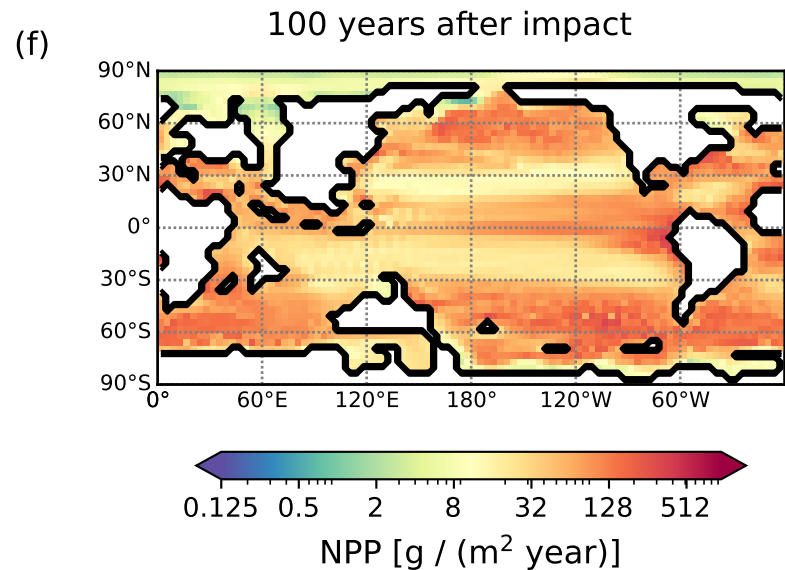 100 years after impact
(f)
90°N
60°N
30°N
0°
30°S
60°S
90°S
0° 60°E 120°E 180° 120°W 60°W
0.125 0.5 2 8 32 128 512
NPP [g / (m² year)]